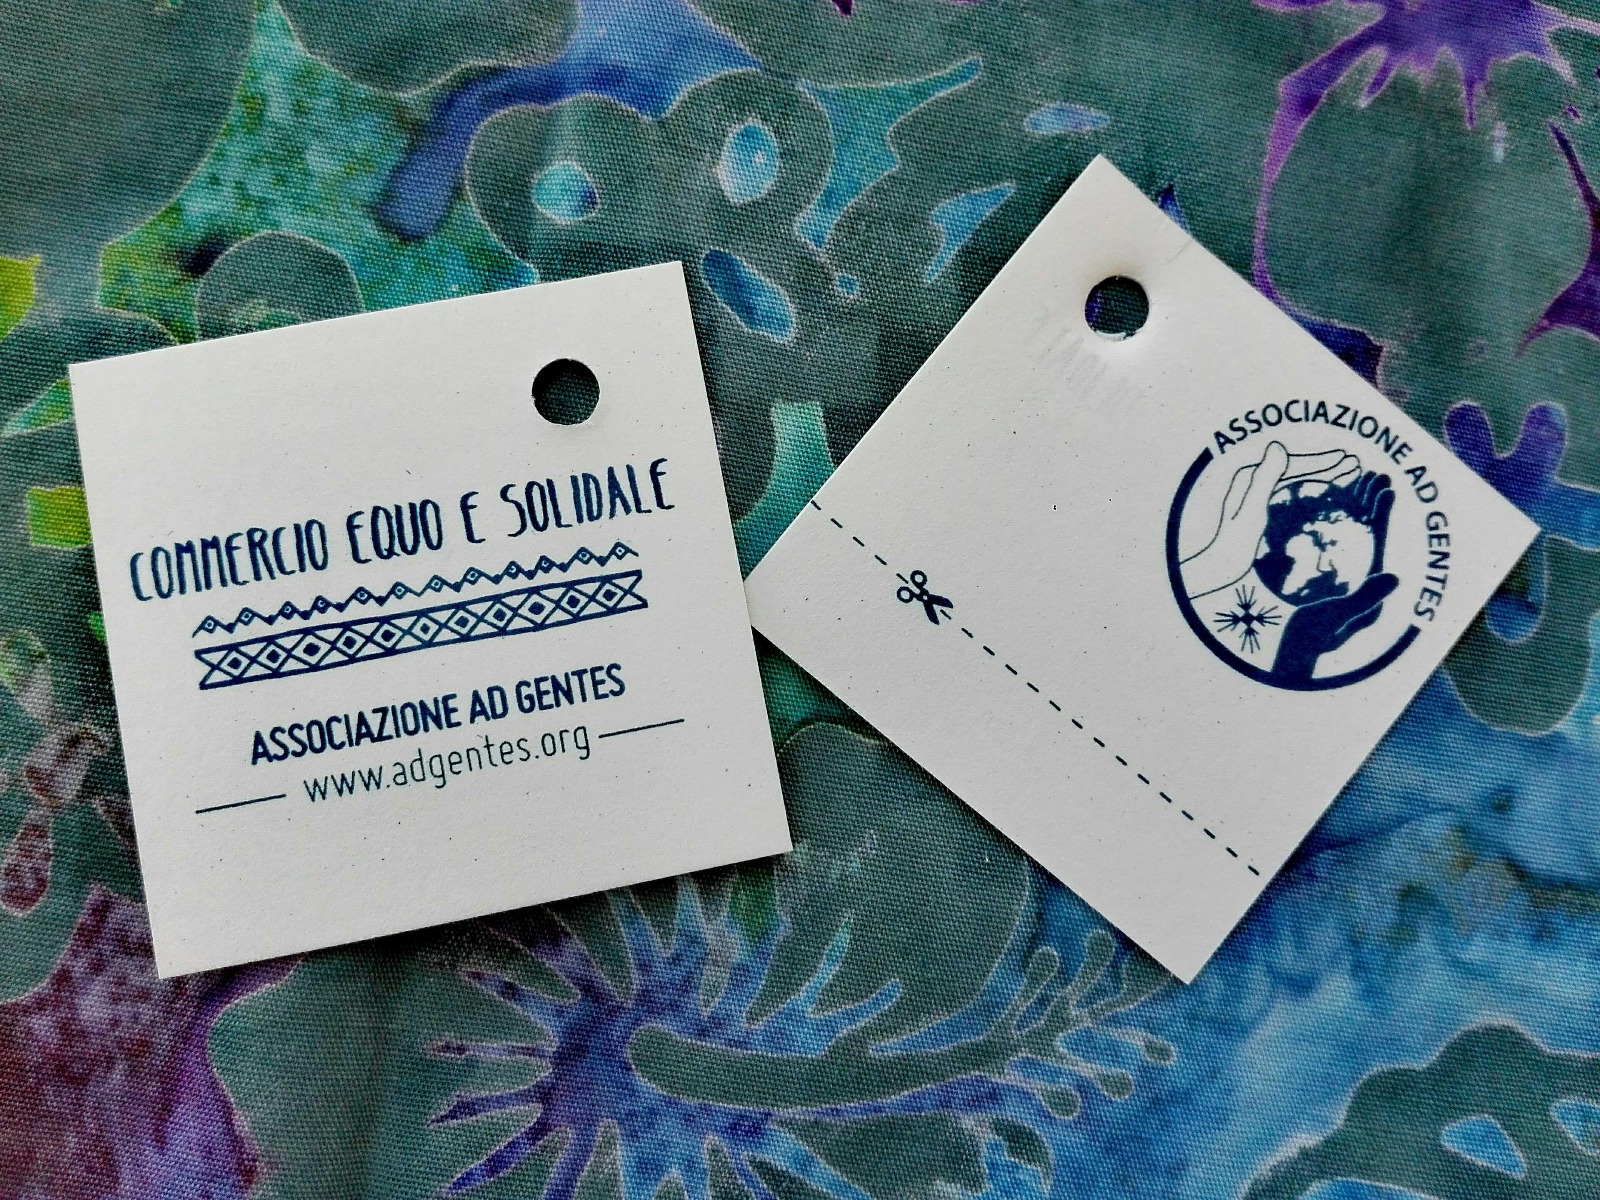 COMMERCIO EQUO E SOLIDALE
ASSOCIAZIONE AD GENTES
www.adgentes.org
ASSOCIAZIONE AD GENTES